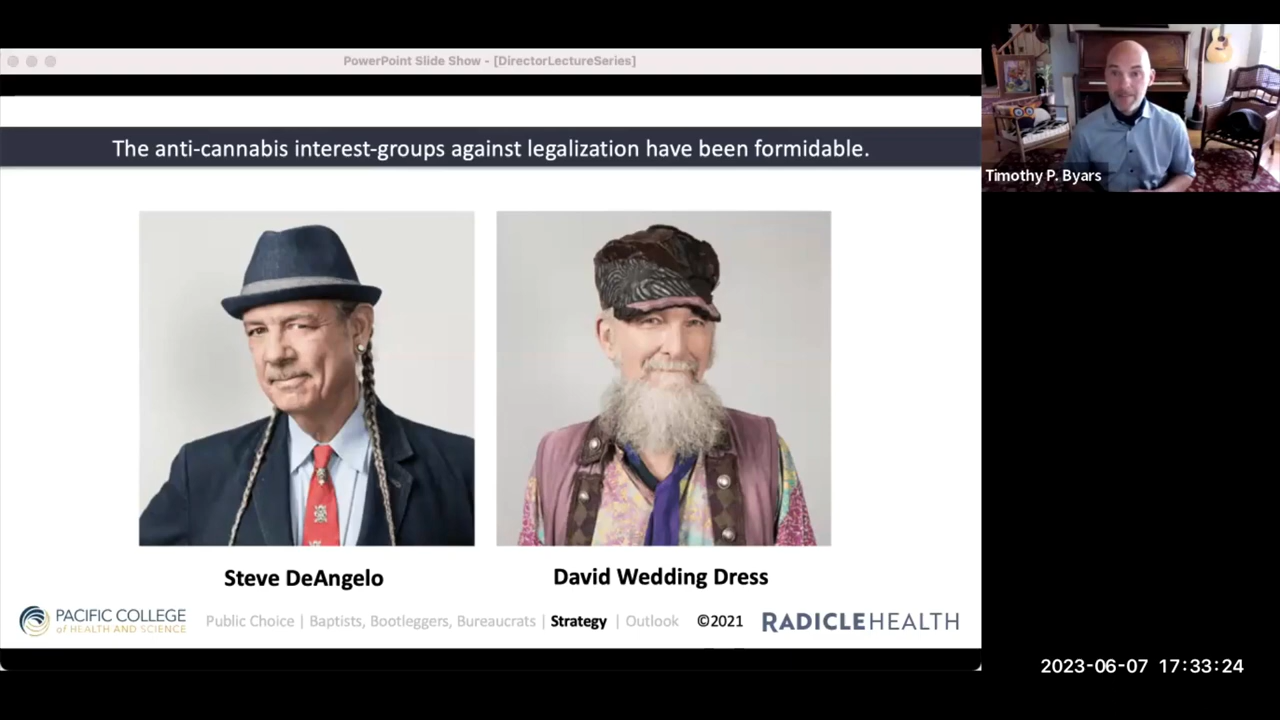 PowerPoint Slide Show - [DirectorLectureSeries]
The anti-cannabis interest-groups against legalization have been formidable.
Timothy P. Byars
Steve DeAngelo
David Wedding Dress
PACIFIC COLLEGE
of HEALTH AND SCIENCE
Public Choice | Baptists, Bootleggers, Bureaucrats | Strategy | Outlook ©2021
RADICLEHEALTH
2023-06-07 17:33:24